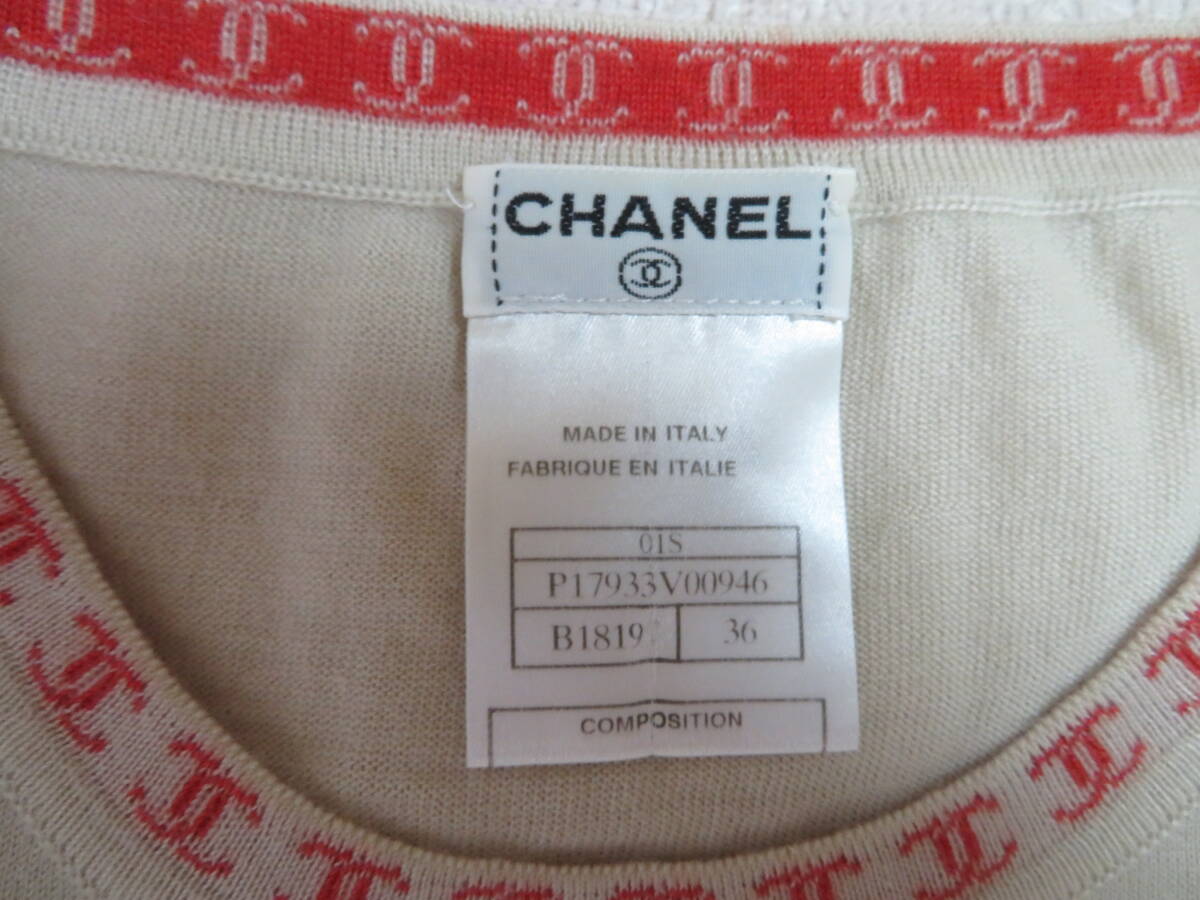 CHANEL
MADE IN ITALY
FABRIQUE EN ITALIE
01S
P17933V00946
B1819 36
COMPOSITION